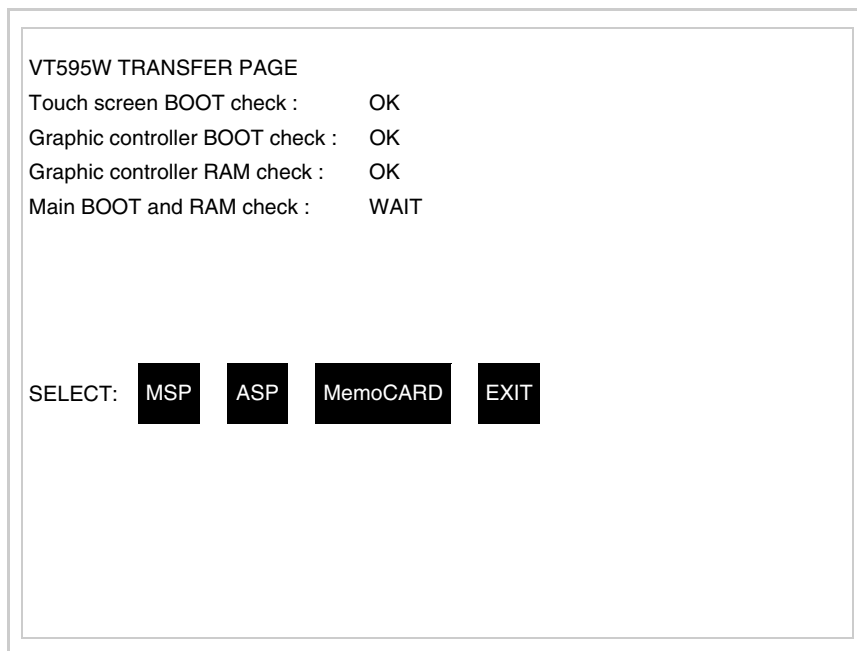 VT595W TRANSFER PAGE
Touch screen BOOT check : OK
Graphic controller BOOT check : OK
Graphic controller RAM check : OK
Main BOOT and RAM check : WAIT
SELECT: MSP ASP MemoCARD EXIT